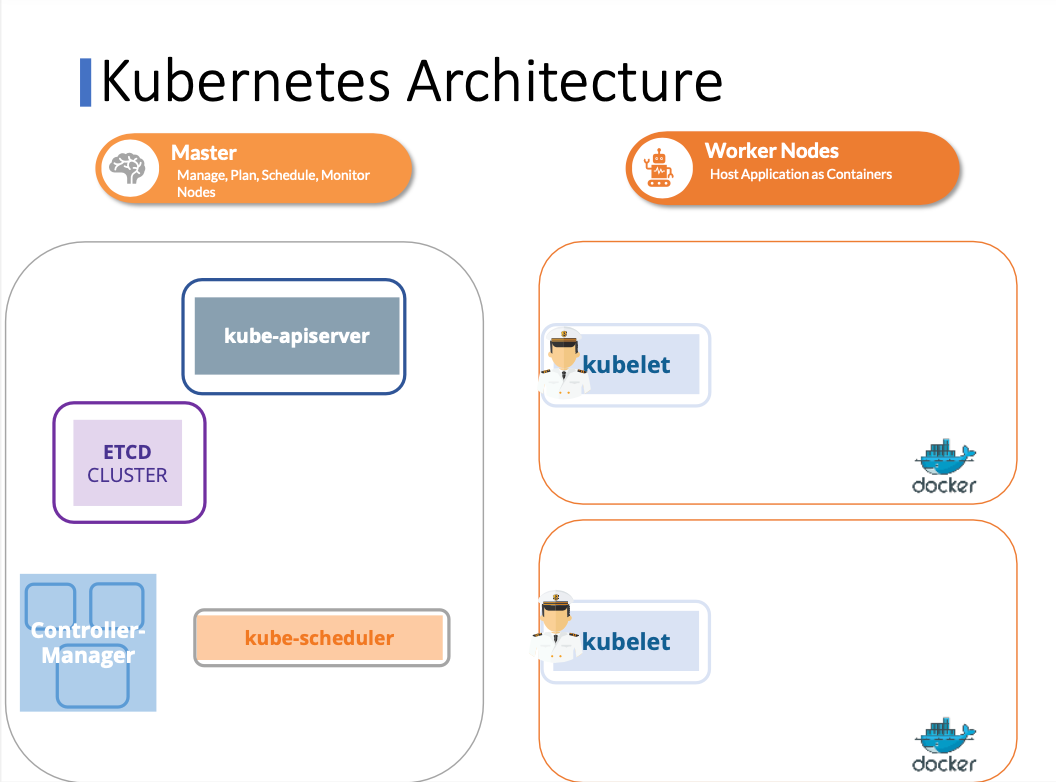 Kubernetes Architecture
Master
Manage, Plan, Schedule, Monitor
Nodes
Worker Nodes
Host Application as Containers
kube-apiserver
ETCD
CLUSTER
Controller-
Manager
kube-scheduler
kubelet
docker
kubelet
docker